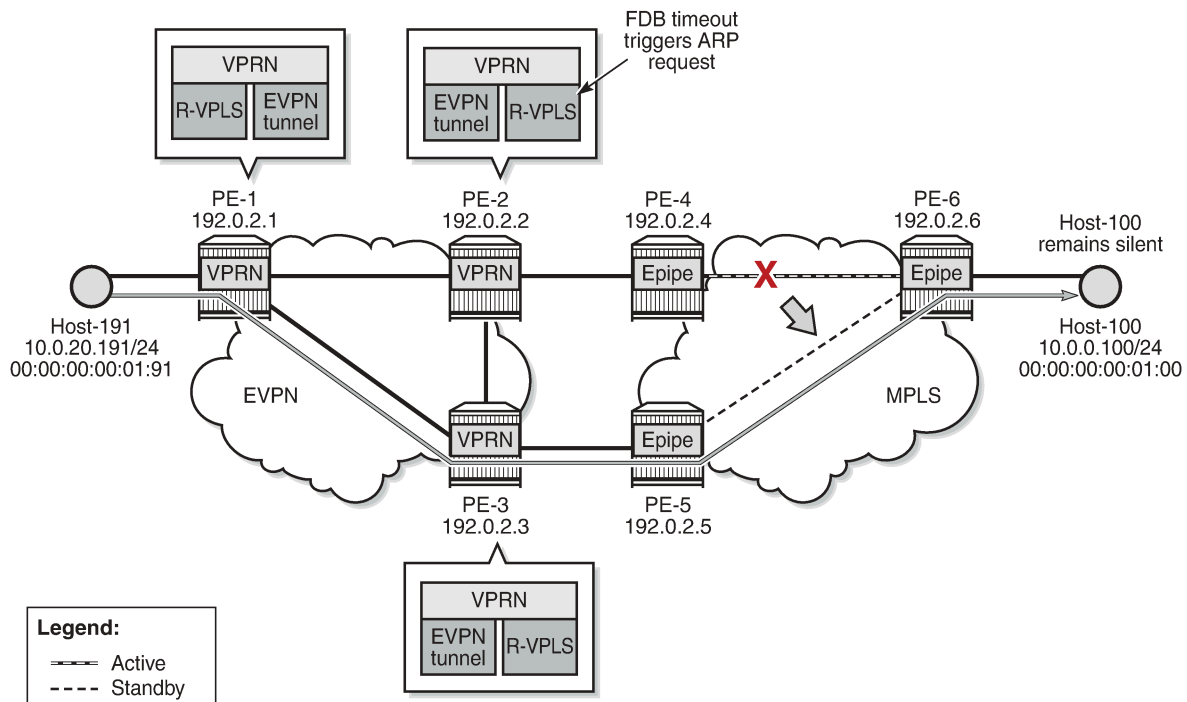 FDB timeout
triggers ARP
request
VPRN
R-VPLS
EVPN
tunnel
VPRN
EVPN
tunnel
R-VPLS
PE-1
192.0.2.1
PE-2
192.0.2.2
PE-4
192.0.2.4
PE-6
192.0.2.6
Host-100
remains silent
VPRN
VPRN
Epipe
X
Epipe
Host-191
10.0.20.191/24
00:00:00:00:01:91
Host-100
10.0.0.100/24
00:00:00:00:01:00
EVPN
MPLS
VPRN
Epipe
PE-3
192.0.2.3
PE-5
192.0.2.5
VPRN
EVPN
tunnel
R-VPLS
Legend:
Active
Standby